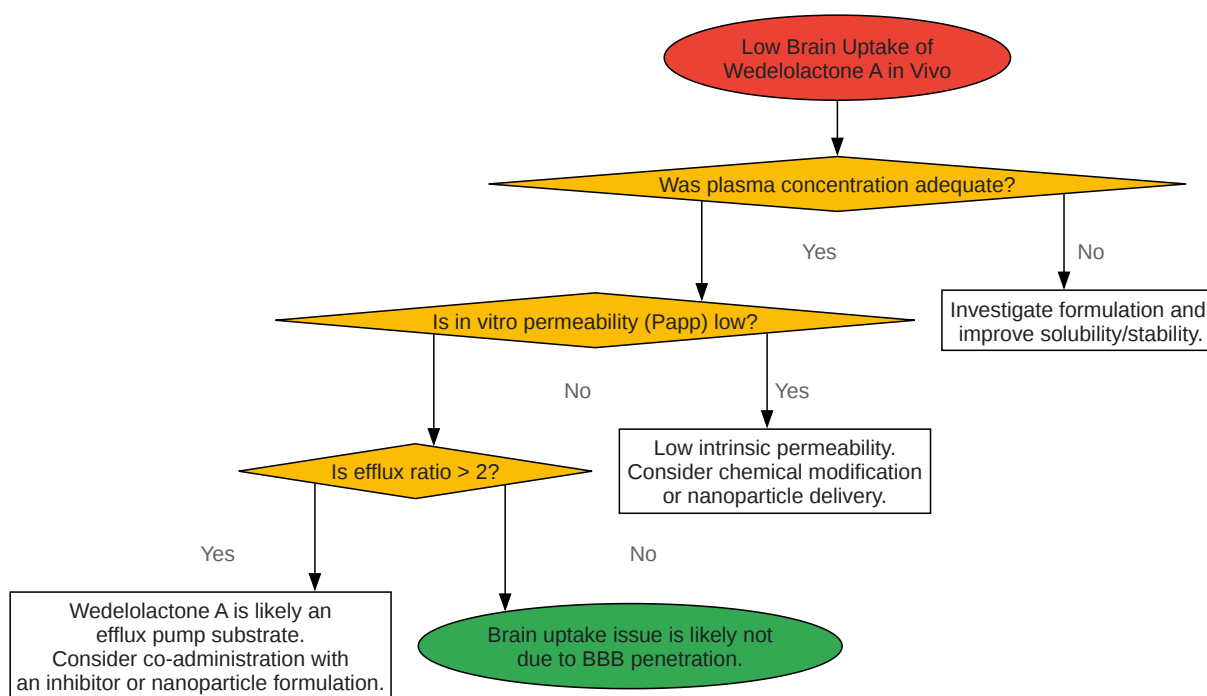 Low Brain Uptake of
Wedelolactone A in Vivo
Was plasma concentration adequate?
Yes
No
Is in vitro permeability (Papp) low?
Investigate formulation and
improve solubility/stability.
No
Yes
Low intrinsic permeability.
Consider chemical modification
or nanoparticle delivery.
Is efflux ratio > 2?
Yes
No
Wedelolactone A is likely an
efflux pump substrate.
Consider co-administration with
an inhibitor or nanoparticle formulation.
Brain uptake issue is likely not
due to BBB penetration.